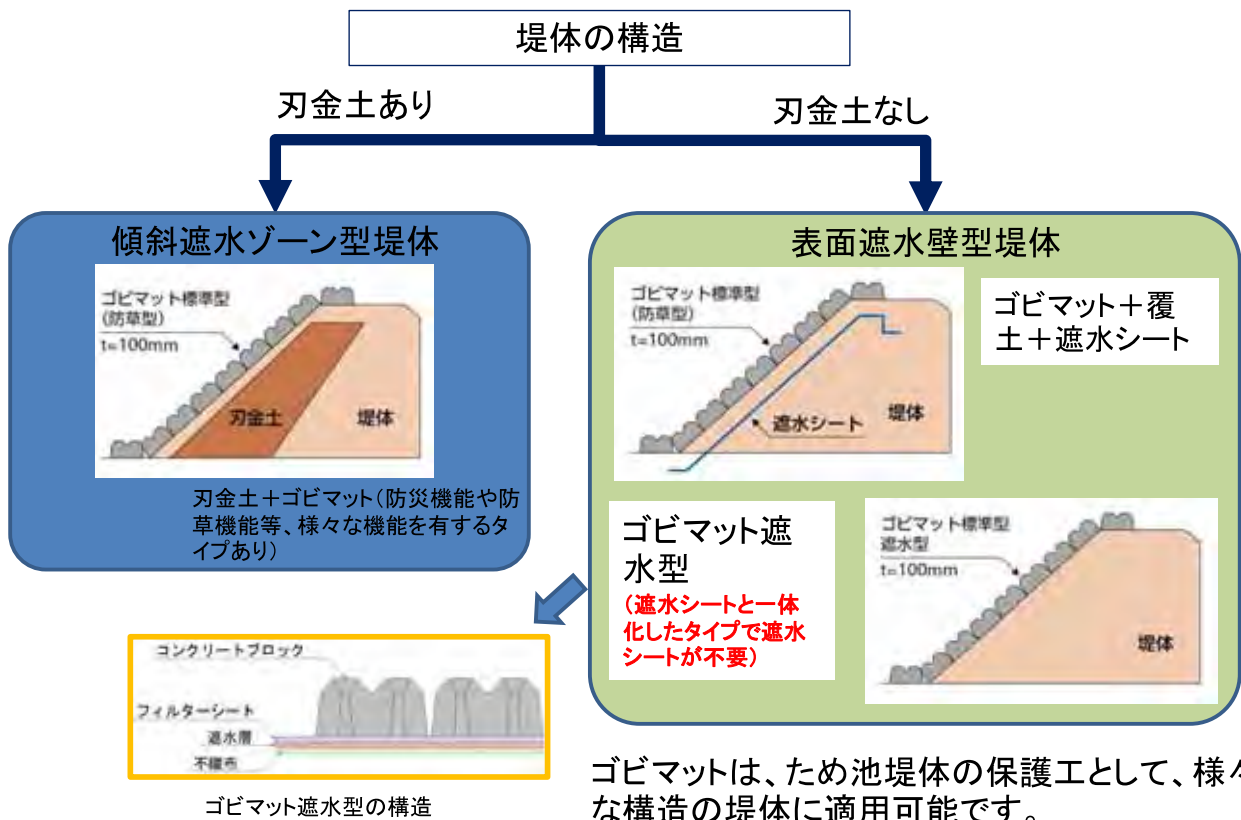 堤体の構造
刃金土あり
刃金土なし
傾斜遮水ゾーン型堤体
ゴビマット標準型
(防草型)
t=100mm
刃金土
堤体
刃金土＋ゴビマット（防災機能や防
草機能等、様々な機能を有するタ
イプあり）
表面遮水壁型堤体
ゴビマット標準型
(防草型)
t=100mm
遮水シート
堤体
ゴビマット＋覆
土＋遮水シート
ゴビマット遮
水型
（遮水シートと一体
化したタイプで遮水
シートが不要）
ゴビマット標準型
遮水型
t=100mm
堤体
コンクリートブロック
フィルターシート
遮水層
不織布
ゴビマット遮水型の構造
ゴビマットは、ため池堤体の保護工として、様々
な構造の堤体に適用可能です。